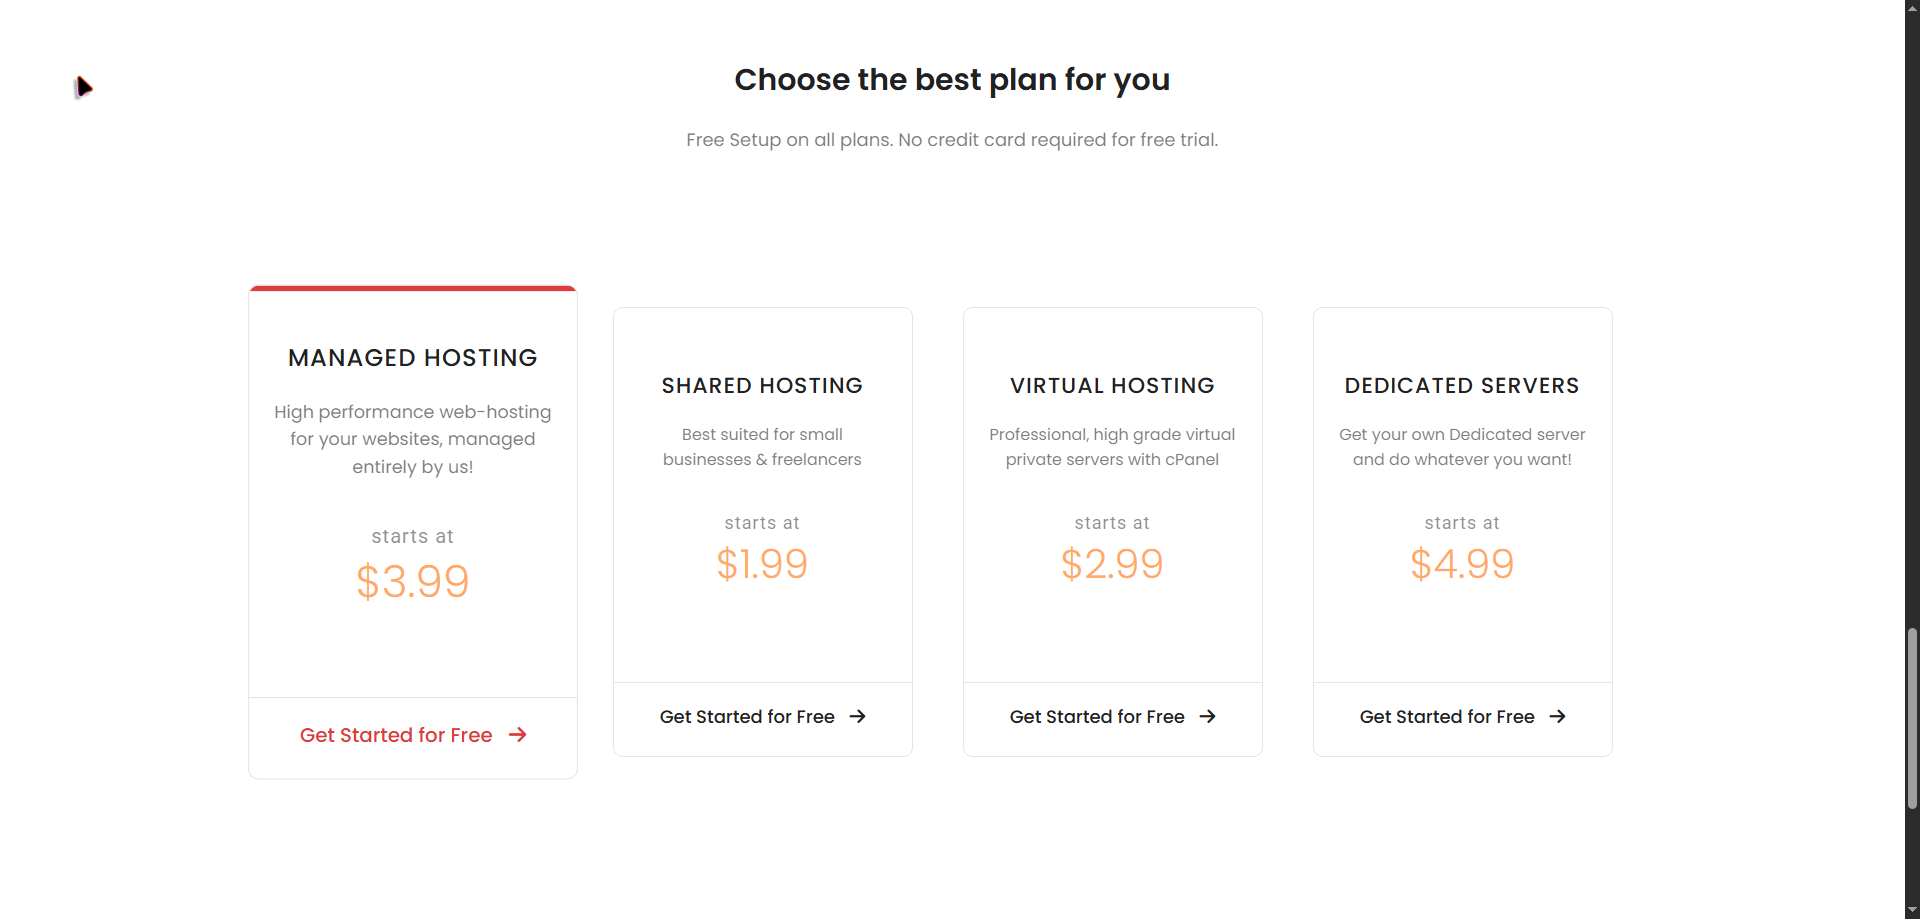 Choose the best plan for you
Free Setup on all plans. No credit card required for free trial.
MANAGED HOSTING
High performance web-hosting
for your websites, managed
entirely by us!
starts at
$3.99
Get Started for Free
SHARED HOSTING
Best suited for small
businesses & freelancers
starts at
$1.99
Get Started for Free
VIRTUAL HOSTING
Professional, high grade virtual
private servers with cPanel
starts at
$2.99
Get Started for Free
DEDICATED SERVERS
Get your own Dedicated server
and do whatever you want!
starts at
$4.99
Get Started for Free